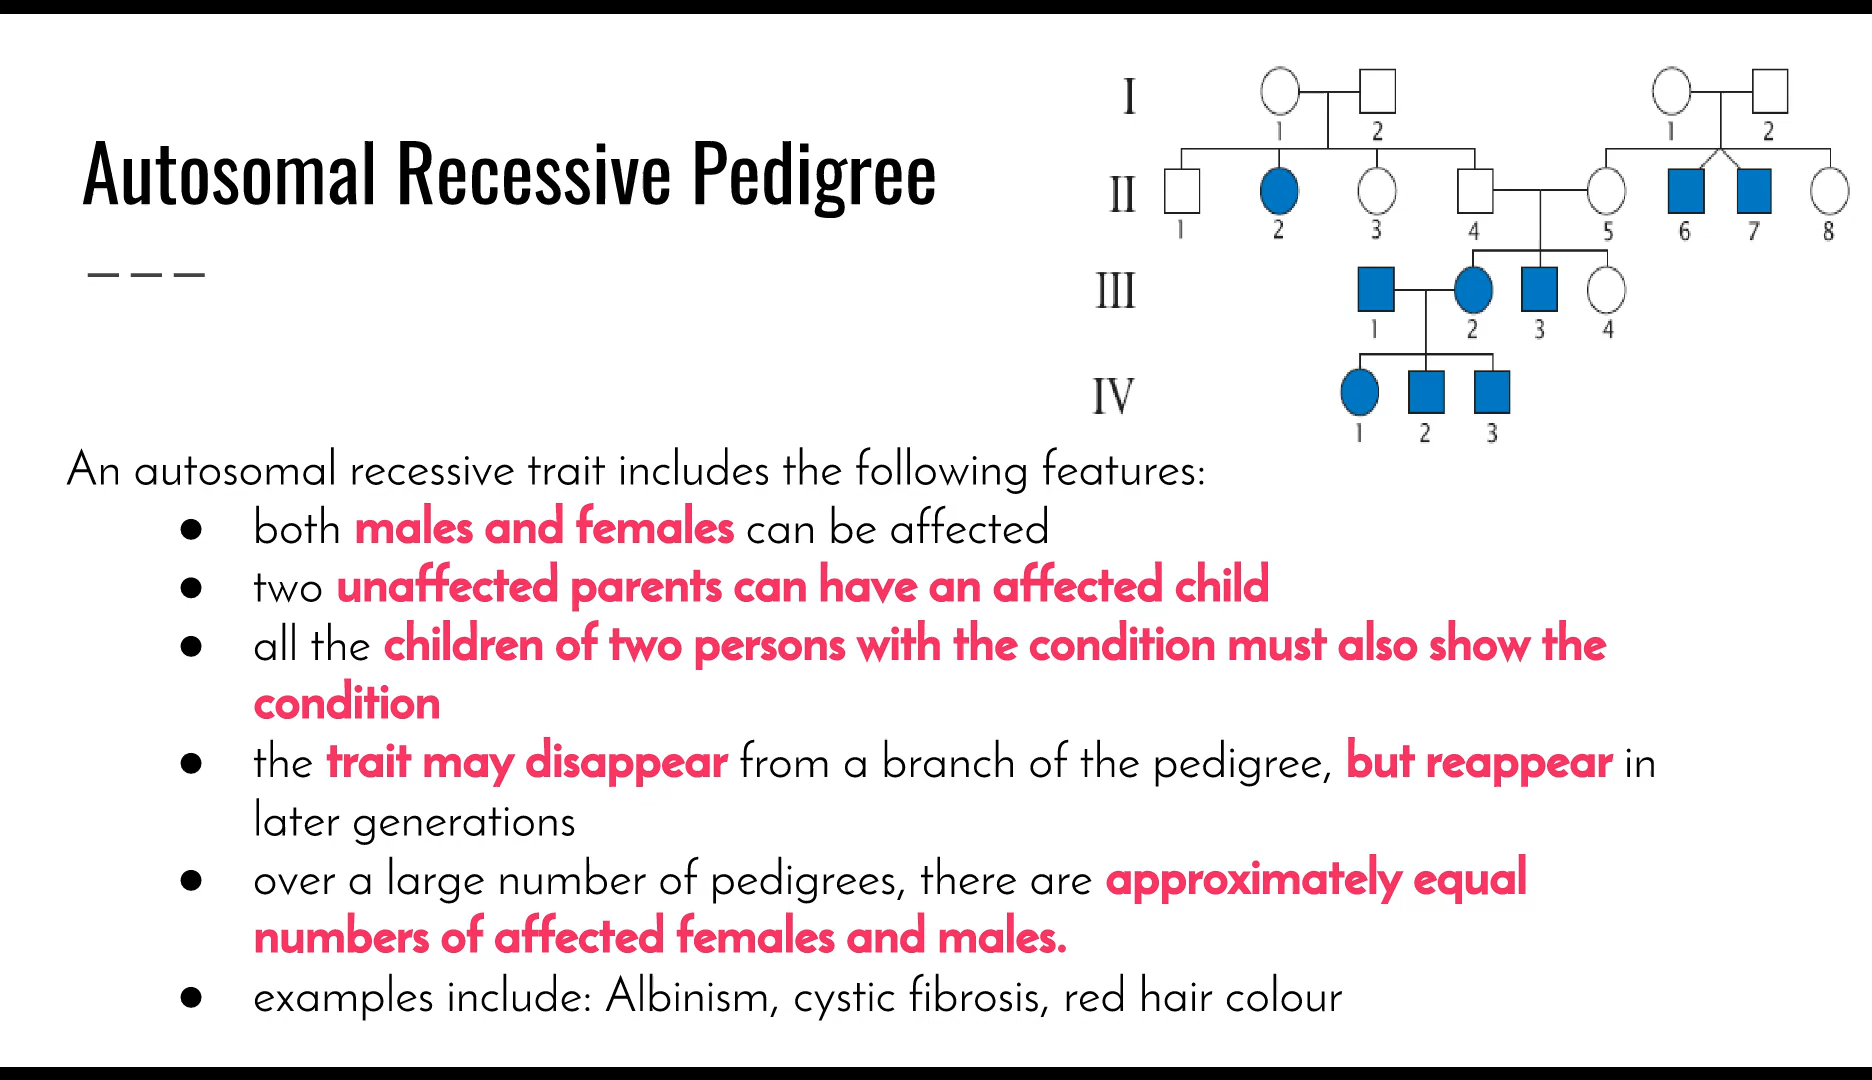 Autosomal Recessive Pedigree
I
1 2 1 2
II
1 2 3 4 5 6 7 8
III
1 2 3 4
IV
1 2 3
An autosomal recessive trait includes the following features:
● both males and females can be affected
● two unaffected parents can have an affected child
● all the children of two persons with the condition must also show the
condition
● the trait may disappear from a branch of the pedigree, but reappear in
later generations
● over a large number of pedigrees, there are approximately equal
numbers of affected females and males.
● examples include: Albinism, cystic fibrosis, red hair colour